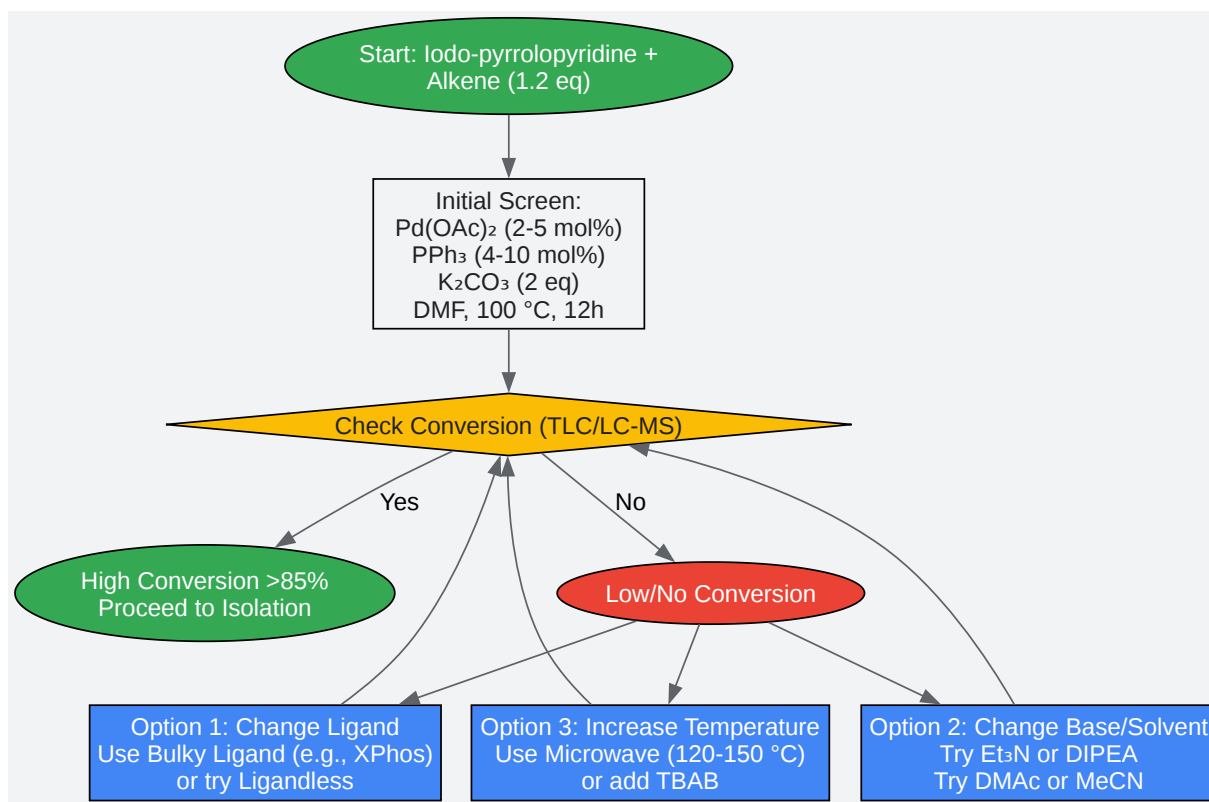 Start: Iodo-pyrrolopyridine +
Alkene (1.2 eq)
Initial Screen:
Pd(OAc)₂ (2-5 mol%)
PPh₃ (4-10 mol%)
K₂CO₃ (2 eq)
DMF, 100 °C, 12h
Check Conversion (TLC/LC-MS)
Yes
No
High Conversion >85%
Proceed to Isolation
Low/No Conversion
Option 1: Change Ligand
Use Bulky Ligand (e.g., XPhos)
or try Ligandless
Option 3: Increase Temperature
Use Microwave (120-150 °C)
or add TBAB
Option 2: Change Base/Solvent
Try Et₃N or DIPEA
Try DMAc or MeCN